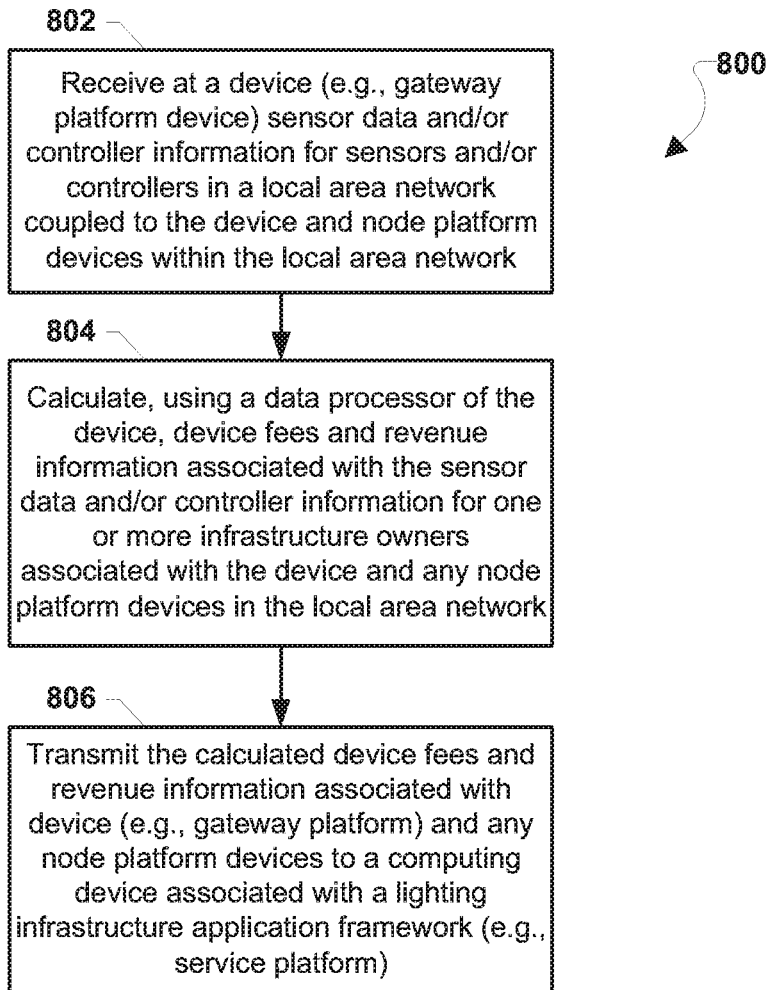 802
800
Receive at a device (e.g., gateway
platform device) sensor data and/or
controller information for sensors and/or
controllers in a local area network
coupled to the device and node platform
devices within the local area network
804
Calculate, using a data processor of the
device, device fees and revenue
information associated with the sensor
data and/or controller information for one
or more infrastructure owners
associated with the device and any node
platform devices in the local area network
806
Transmit the calculated device fees and
revenue information associated with
device (e.g., gateway platform) and any
node platform devices to a computing
device associated with a lighting
infrastructure application framework (e.g.,
service platform)